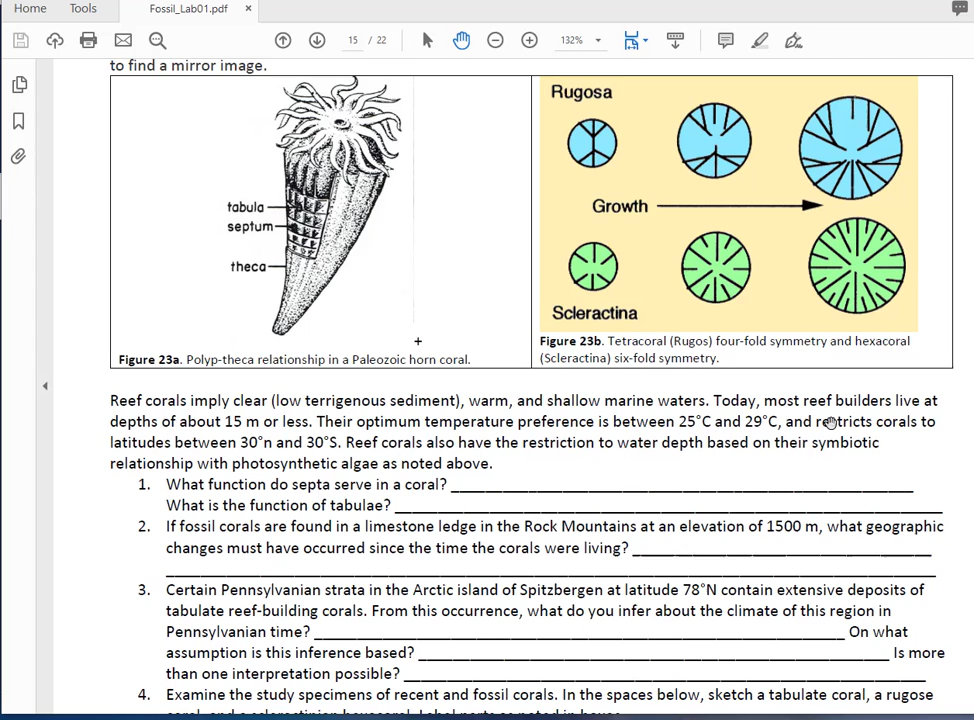 Home Tools Fossil_Lab01.pdf ×
15 / 22 132%
to find a mirror image.
tabula
septum
theca
Figure 23a. Polyp-theca relationship in a Paleozoic horn coral.
Rugosa
Growth
Scleractina
Figure 23b. Tetracoral (Rugos) four-fold symmetry and hexacoral
(Scleractina) six-fold symmetry.
Reef corals imply clear (low terrigenous sediment), warm, and shallow marine waters. Today, most reef builders live at
depths of about 15 m or less. Their optimum temperature preference is between 25°C and 29°C, and restricts corals to
latitudes between 30°n and 30°S. Reef corals also have the restriction to water depth based on their symbiotic
relationship with photosynthetic algae as noted above.
1. What function do septa serve in a coral?
What is the function of tabulae?
2. If fossil corals are found in a limestone ledge in the Rock Mountains at an elevation of 1500 m, what geographic
changes must have occurred since the time the corals were living?
3. Certain Pennsylvanian strata in the Arctic island of Spitzbergen at latitude 78°N contain extensive deposits of
tabulate reef-building corals. From this occurrence, what do you infer about the climate of this region in
Pennsylvanian time? On what
assumption is this inference based? Is more
than one interpretation possible?
4. Examine the study specimens of recent and fossil corals. In the spaces below, sketch a tabulate coral, a rugose